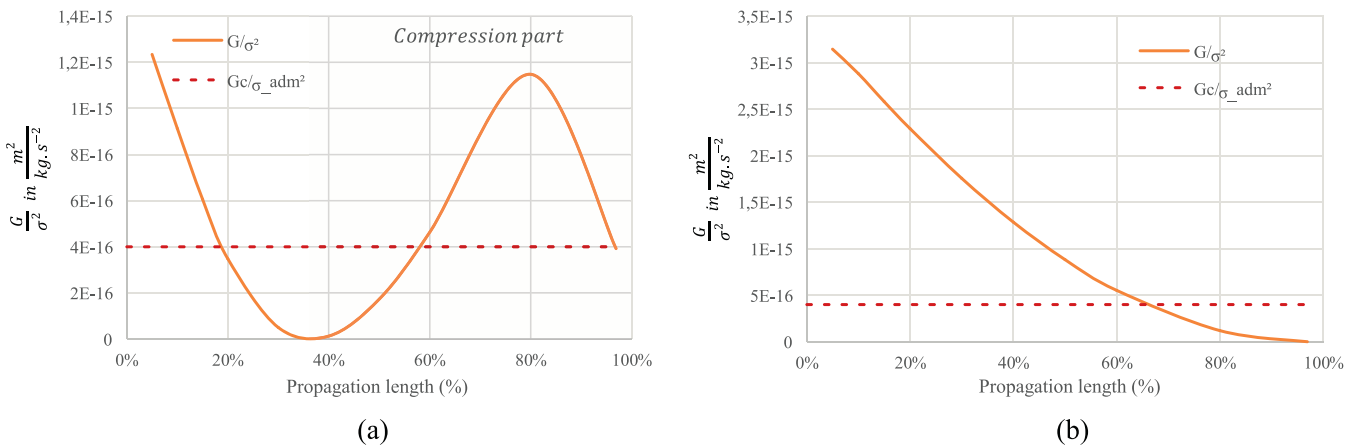 1,4E-15
1,2E-15
1E-15
8E-16
6E-16
4E-16
2E-16
0
0%
20%
40%
60%
80%
100%
Propagation length (%)
G/σ² in m²/kg.s⁻²
G/σ²
Gc/σ_adm²
Compression part
(a)
3,5E-15
3E-15
2,5E-15
2E-15
1,5E-15
1E-15
5E-16
0
0%
20%
40%
60%
80%
100%
Propagation length (%)
G/σ² in m²/kg.s⁻²
G/σ²
Gc/σ_adm²
(b)